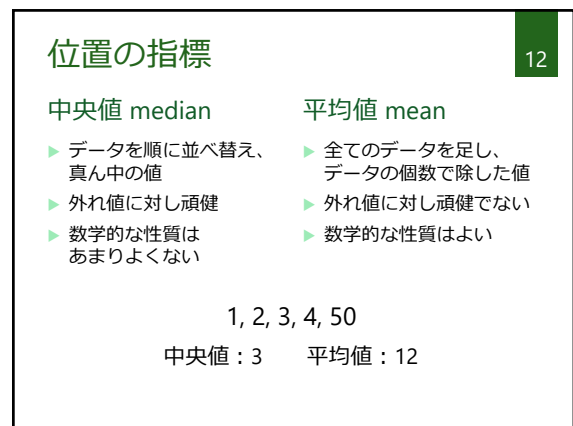 位置の指標
12
中央値 median
データを順に並べ替え、
真ん中の値
外れ値に対し頑健
数学的な性質は
あまりよくない
平均値 mean
全てのデータを足し、
データの個数で除した値
外れ値に対し頑健でない
数学的な性質はよい
1, 2, 3, 4, 50
中央値：3　　平均値：12